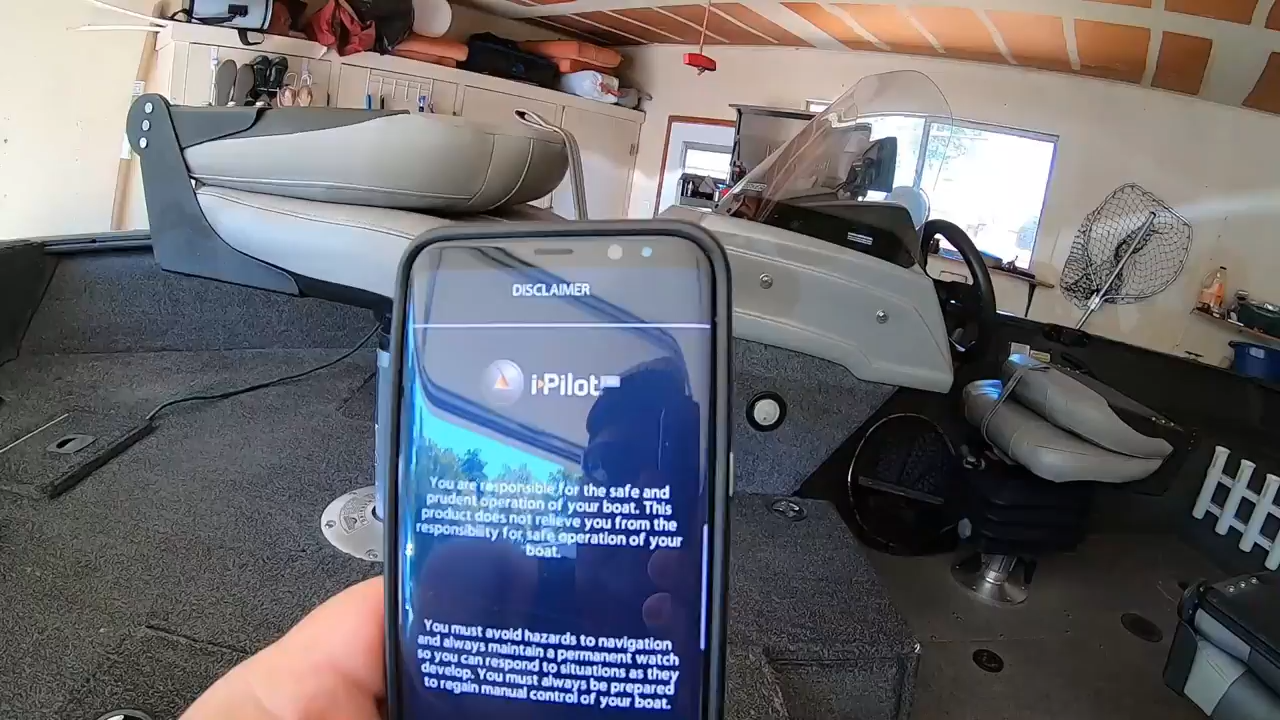 DISCLAIMER
i-Pilot
You are responsible for the safe and
prudent operation of your boat. This
product does not relieve you from the
responsibility for safe operation of your
boat.
You must avoid hazards to navigation
and always maintain a permanent watch
so you can respond to situations as they
develop. You must always be prepared
to regain manual control of your boat.